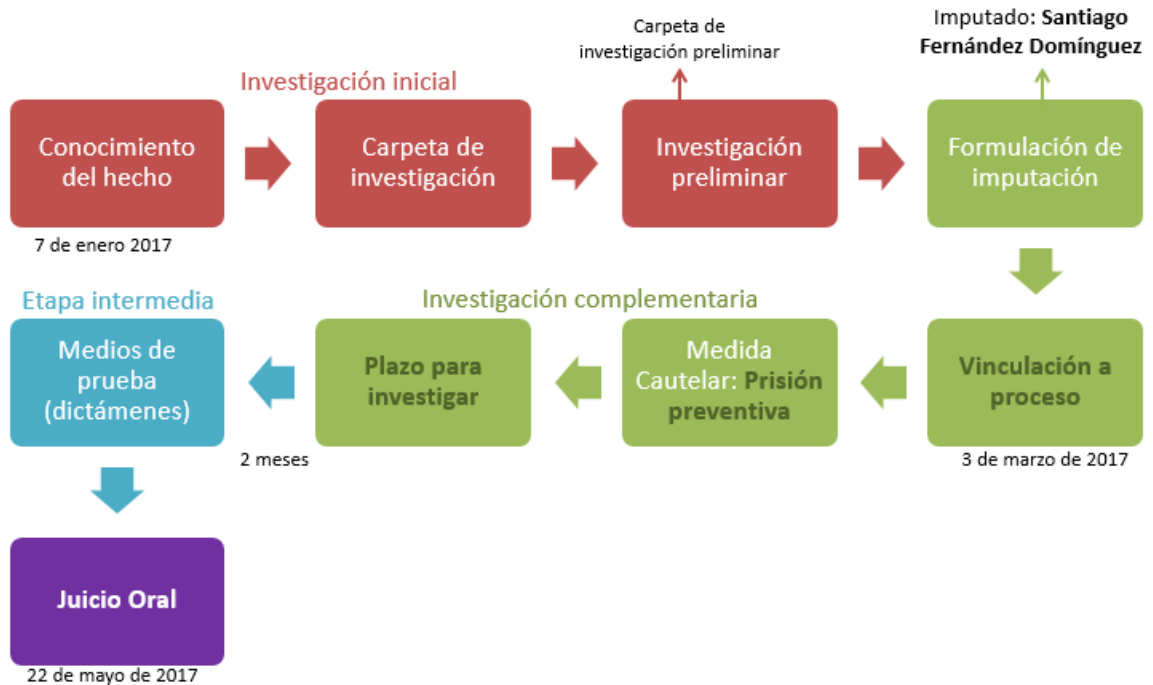 Carpeta de
investigación preliminar
Imputado: Santiago
Fernández Domínguez
Investigación inicial
Conocimiento
del hecho
Carpeta de
investigación
Investigación
preliminar
Formulación de
imputación
7 de enero 2017
Etapa intermedia
Investigación complementaria
Medios de
prueba
(dictámenes)
Plazo para
investigar
Medida
Cautelar: Prisión
preventiva
Vinculación a
proceso
2 meses
3 de marzo de 2017
Juicio Oral
22 de mayo de 2017